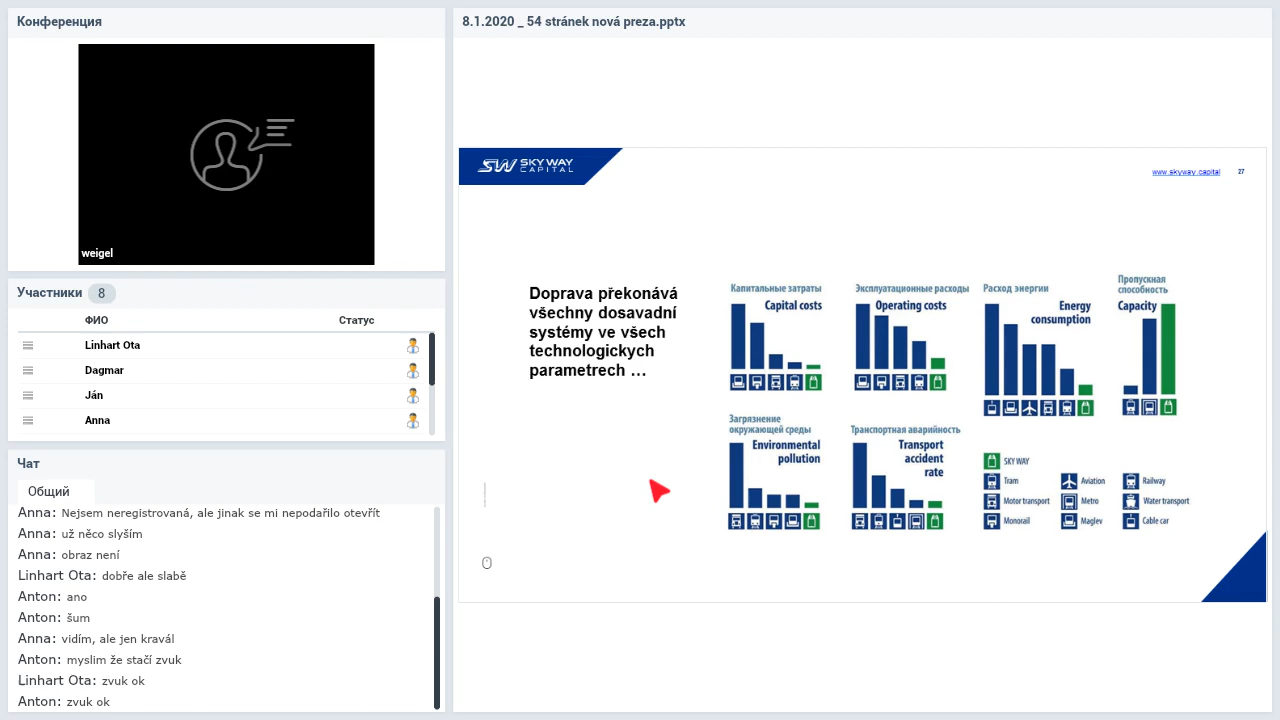 Конференция
weigel
Участники 8
ФИО Статус
Linhart Ota
Dagmar
Ján
Anna
Чат
Общий
Anna: Nejsem neregistrovaná, ale jinak se mi nepodařilo otevřít
Anna: už něco slyším
Anna: obraz není
Linhart Ota: dobře ale slabě
Anton: ano
Anton: šum
Anna: vidím, ale jen kravál
Anton: myslim že stačí zvuk
Linhart Ota: zvuk ok
Anton: zvuk ok
8.1.2020 _ 54 stránek nová preza.pptx
SW SKY WAY
CAPITAL
www.skyway.capital 27
Doprava překonává
všechny dosavadní
systémy ve všech
technologickych
parametrech ...
Капитальные затраты
Capital costs
Эксплуатационные расходы
Operating costs
Расход энергии
Energy
consumption
Пропускная
способность
Capacity
Загрязнение
окружающей среды
Environmental
pollution
Транспортная аварийность
Transport
accident
rate
SKY WAY
Tram
Motor transport
Monorail
Aviation
Metro
Maglev
Railway
Water transport
Cable car